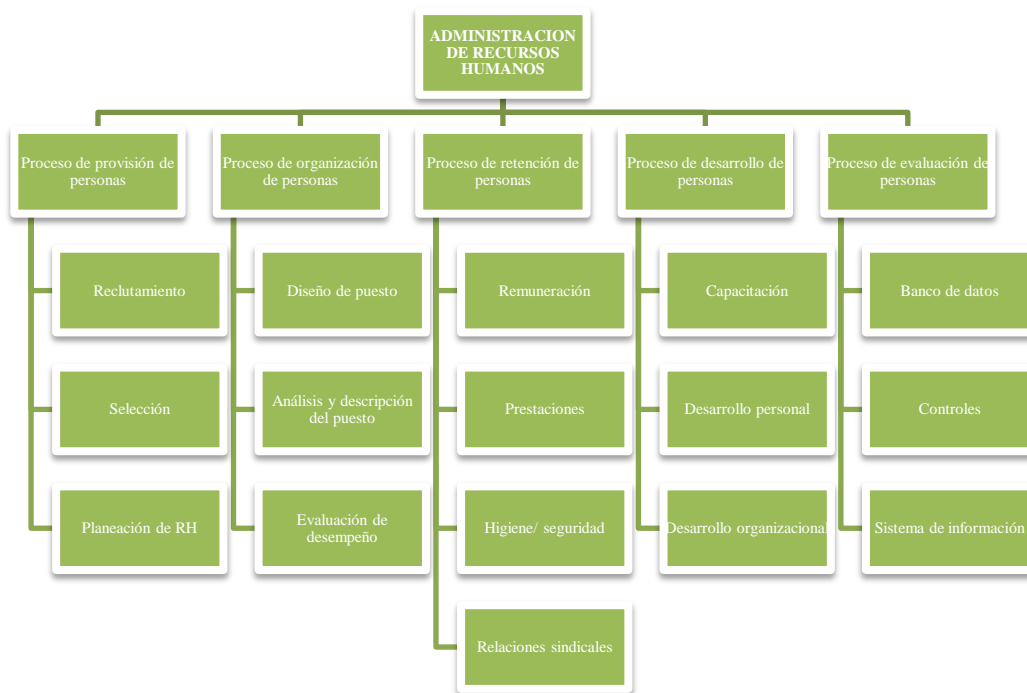 ADMINISTRACION
DE RECURSOS
HUMANOS
Proceso de provisión de
personas
Proceso de organización
de personas
Proceso de retención de
personas
Proceso de desarrollo de
personas
Proceso de evaluación de
personas
Reclutamiento
Diseño de puesto
Remuneración
Capacitación
Banco de datos
Selección
Análisis y descripción
del puesto
Prestaciones
Desarrollo personal
Controles
Planeación de RH
Evaluación de
desempeño
Higiene/ seguridad
Desarrollo organizacional
Sistema de información
Relaciones sindicales